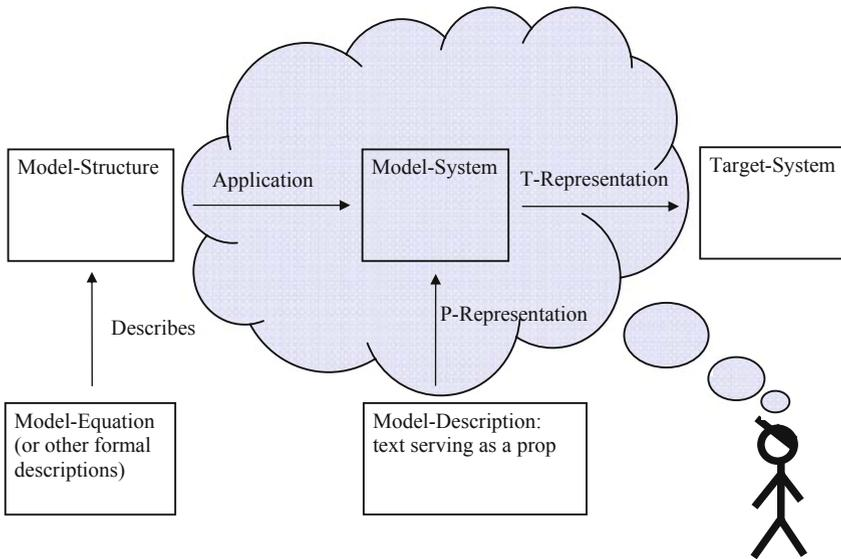 Model-Structure
Application
Model-System
T-Representation
Target-System
Describes
P-Representation
Model-Equation
(or other formal
descriptions)
Model-Description:
text serving as a prop